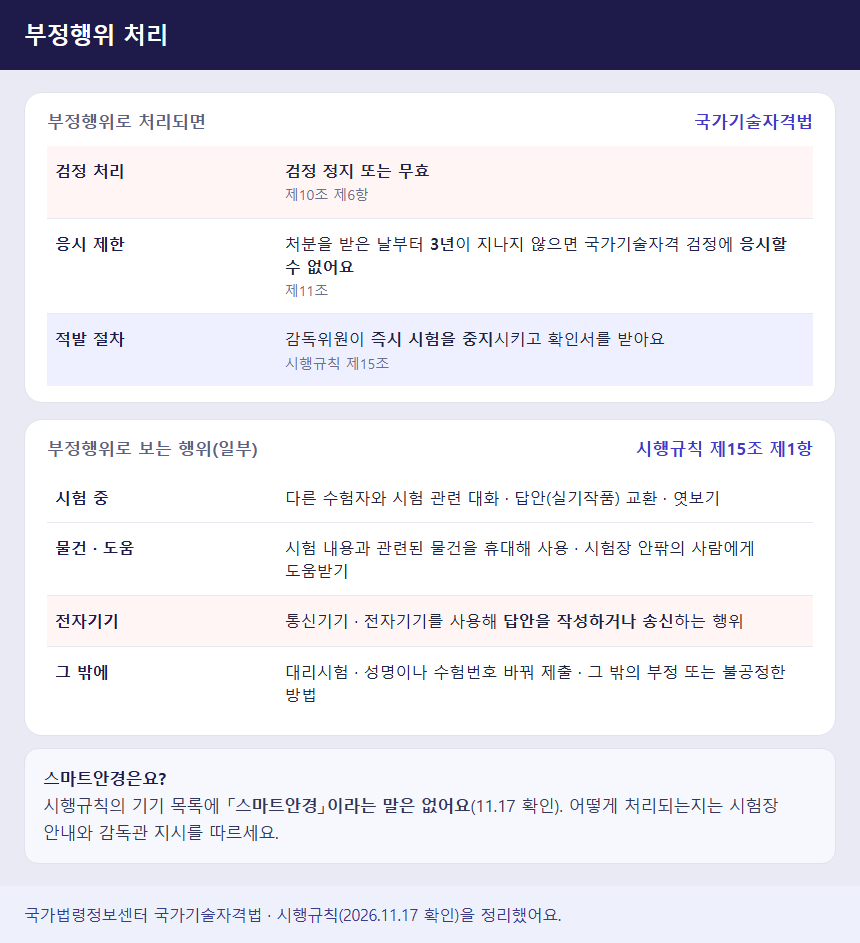 부정행위 처리
부정행위로 처리되면
국가기술자격법
검정 처리
검정 정지 또는 무효
제10조 제6항
응시 제한
처분을 받은 날부터 3년이 지나지 않으면 국가기술자격 검정에 응시할
수 없어요
제11조
적발 절차
감독위원이 즉시 시험을 중지시키고 확인서를 받아요
시행규칙 제15조
부정행위로 보는 행위(일부)
시행규칙 제15조 제1항
시험 중
다른 수험자와 시험 관련 대화 · 답안(실기작품) 교환 · 엿보기
물건 · 도움
시험 내용과 관련된 물건을 휴대해 사용 · 시험장 안팎의 사람에게
도움받기
전자기기
통신기기 · 전자기기를 사용해 답안을 작성하거나 송신하는 행위
그 밖에
대리시험 · 성명이나 수험번호 바꿔 제출 · 그 밖의 부정 또는 불공정한
방법
스마트안경은요?
시행규칙의 기기 목록에 「스마트안경」이라는 말은 없어요(11.17 확인). 어떻게 처리되는지는 시험장
안내와 감독관 지시를 따르세요.
국가법령정보센터 국가기술자격법 · 시행규칙(2026.11.17 확인)을 정리했어요.